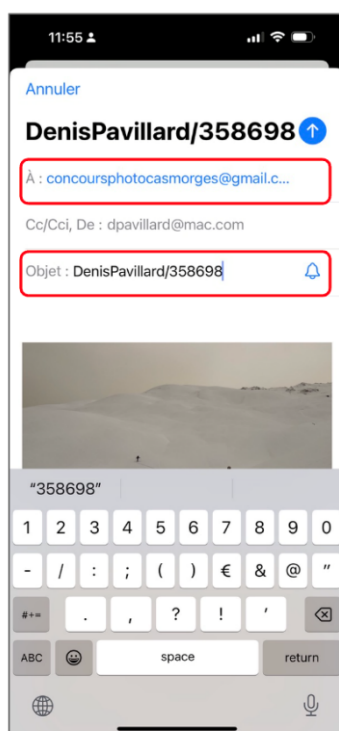 11:55
Annuler
DenisPavillard/358698
À : concoursphotocasmorges@gmail.c...
Cc/Cci, De : dpavillard@mac.com
Objet : DenisPavillard/358698
“358698”
1 2 3 4 5 6 7 8 9 0
- / : ; ( ) € & @ "
#+= . , ? ! '
ABC space return